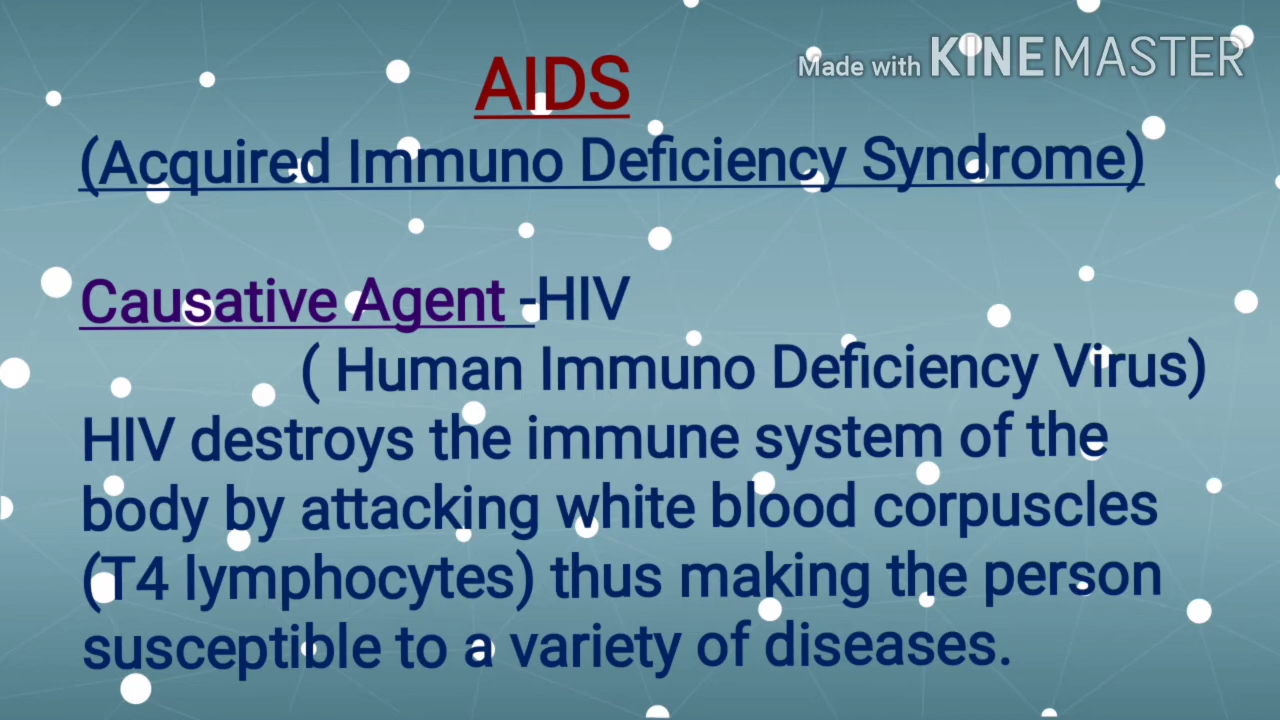 Made with KINEMASTER
AIDS
(Acquired Immuno Deficiency Syndrome)
Causative Agent -HIV
( Human Immuno Deficiency Virus)
HIV destroys the immune system of the
body by attacking white blood corpuscles
(T4 lymphocytes) thus making the person
susceptible to a variety of diseases.